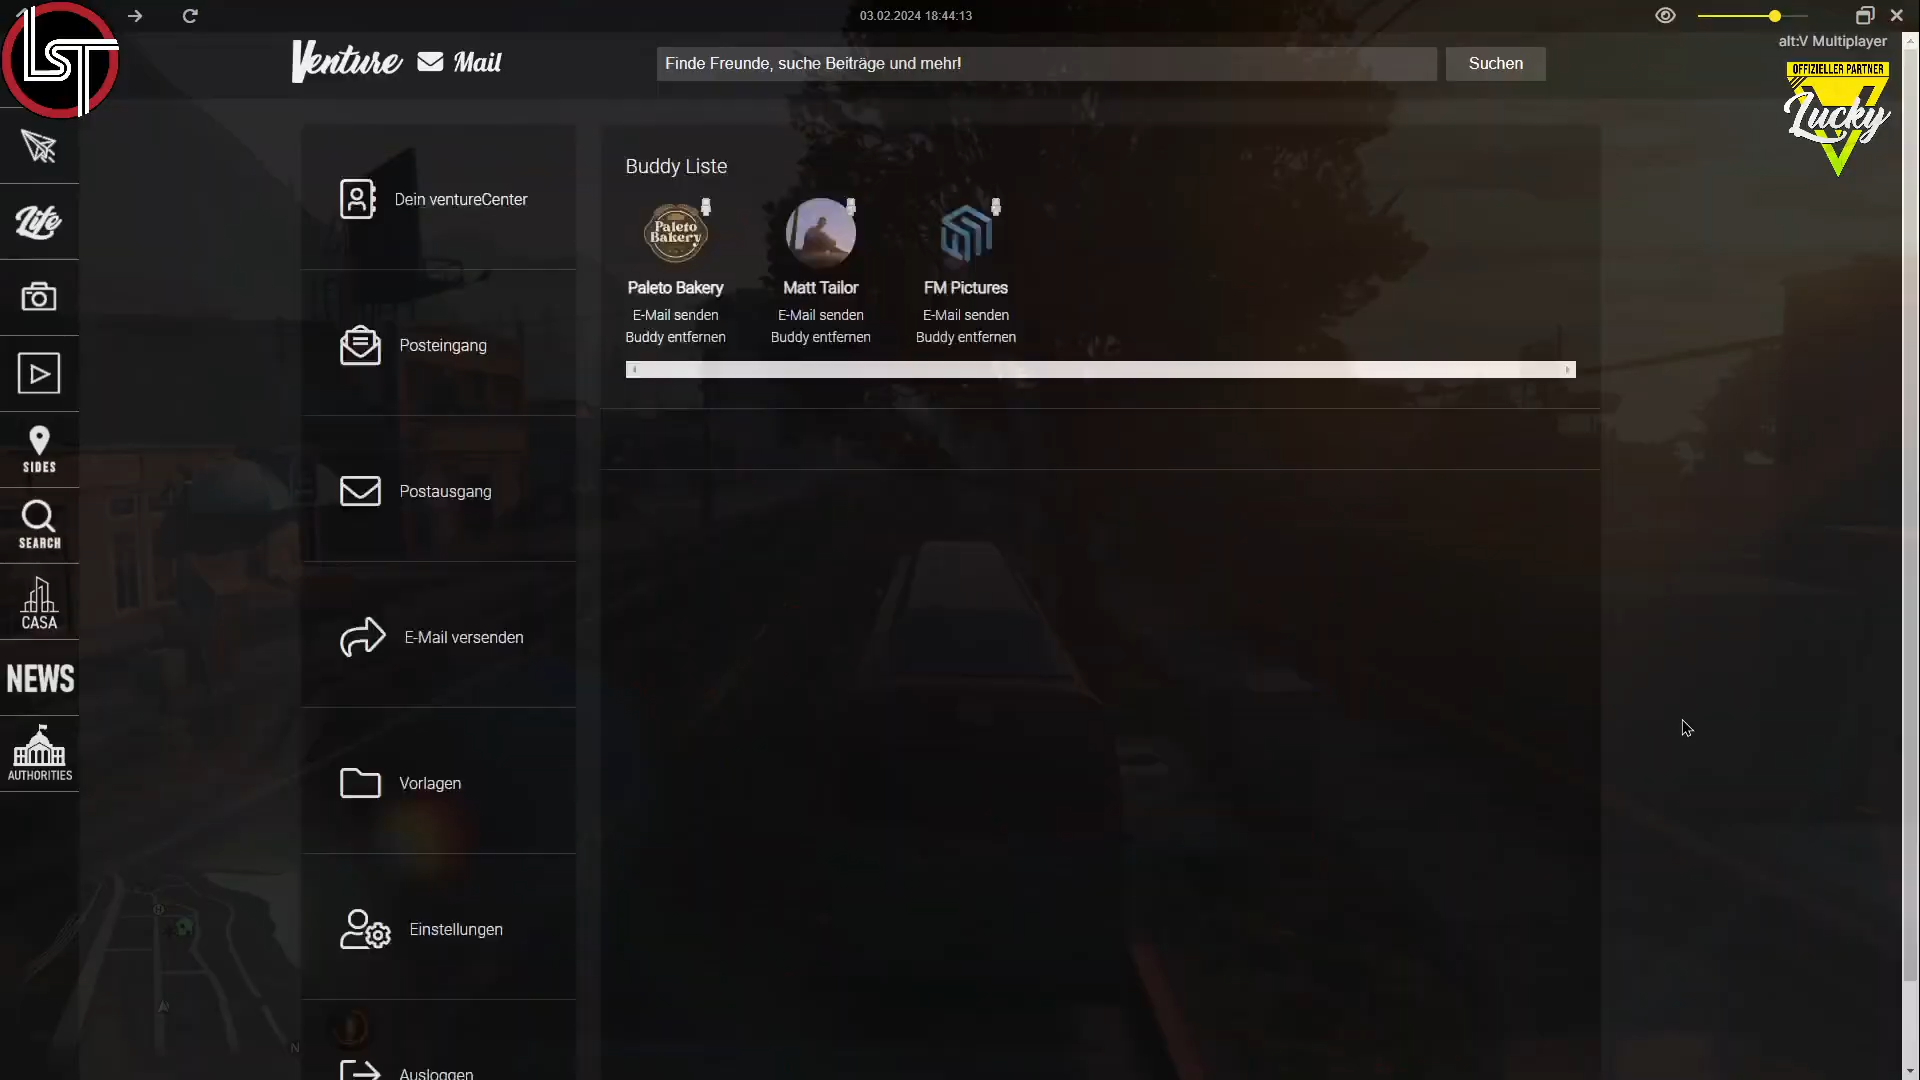 03.02.2024 18:44:13
alt:V Multiplayer
LST
Venture Mail
Finde Freunde, suche Beiträge und mehr!
Suchen
OFFIZIELLER PARTNER
Lucky
Life
SIDES
SEARCH
CASA
NEWS
AUTHORITIES
Dein ventureCenter
Posteingang
Postausgang
E-Mail versenden
Vorlagen
Einstellungen
Ausloggen
Buddy Liste
Paleto
Bakery
Paleto Bakery
E-Mail senden
Buddy entfernen
Matt Tailor
E-Mail senden
Buddy entfernen
FM Pictures
E-Mail senden
Buddy entfernen
N